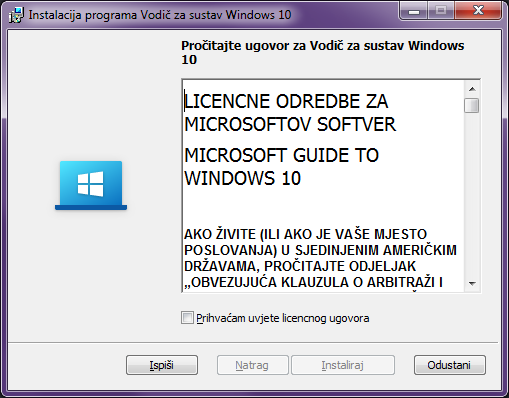 Instalacija programa Vodič za sustav Windows 10
Pročitajte ugovor za Vodič za sustav Windows
10
LICENCNE ODREDBE ZA
MICROSOFTOV SOFTVER
MICROSOFT GUIDE TO
WINDOWS 10
AKO ŽIVITE (ILI AKO JE VAŠE MJESTO
POSLOVANJA) U SJEDINJENIM AMERIČKIM
DRŽAVAMA, PROČITAJTE ODJELJAK
„OBVEZUJUĆA KLAUZULA O ARBITRAŽI I
Prihvaćam uvjete licencnog ugovora
Ispiši
Natrag
Instaliraj
Odustani